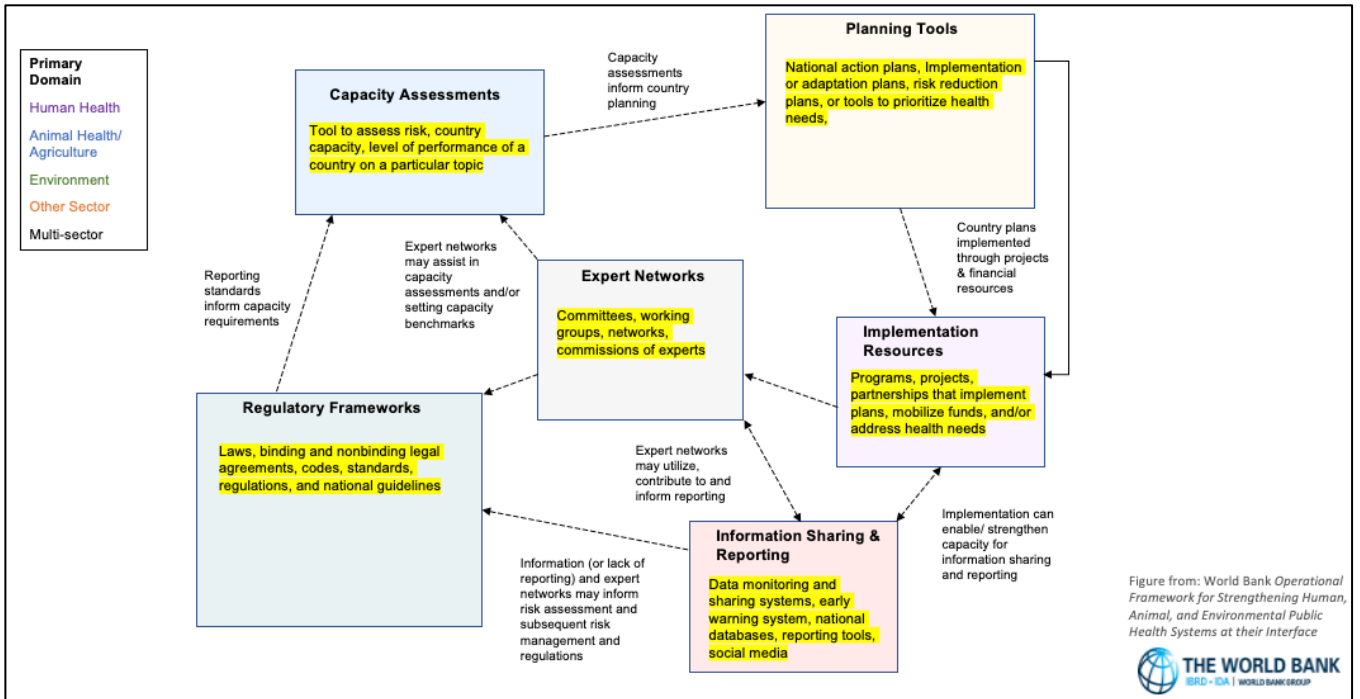 Primary
Domain
Human Health
Animal Health/
Agriculture
Environment
Other Sector
Multi-sector
Capacity Assessments
Tool to assess risk, country
capacity, level of performance of a
country on a particular topic
Capacity
assessments
inform country
planning
Planning Tools
National action plans, Implementation
or adaptation plans, risk reduction
plans, or tools to prioritize health
needs,
Reporting
standards
inform capacity
requirements
Expert networks
may assist in
capacity
assessments and/or
setting capacity
benchmarks
Expert Networks
Committees, working
groups, networks,
commissions of experts
Country plans
implemented
through projects
& financial
resources
Implementation
Resources
Programs, projects,
partnerships that implement
plans, mobilize funds, and/or
address health needs
Regulatory Frameworks
Laws, binding and nonbinding legal
agreements, codes, standards,
regulations, and national guidelines
Expert networks
may utilize,
contribute to and
inform reporting
Information (or lack of
reporting) and expert
networks may inform
risk assessment and
subsequent risk
management and
regulations
Information Sharing &
Reporting
Data monitoring and
sharing systems, early
warning system, national
databases, reporting tools,
social media
Implementation can
enable/ strengthen
capacity for
information sharing
and reporting
Figure from: World Bank Operational
Framework for Strengthening Human,
Animal, and Environmental Public
Health Systems at their Interface
THE WORLD BANK
IBRD • IDA | WORLD BANK GROUP